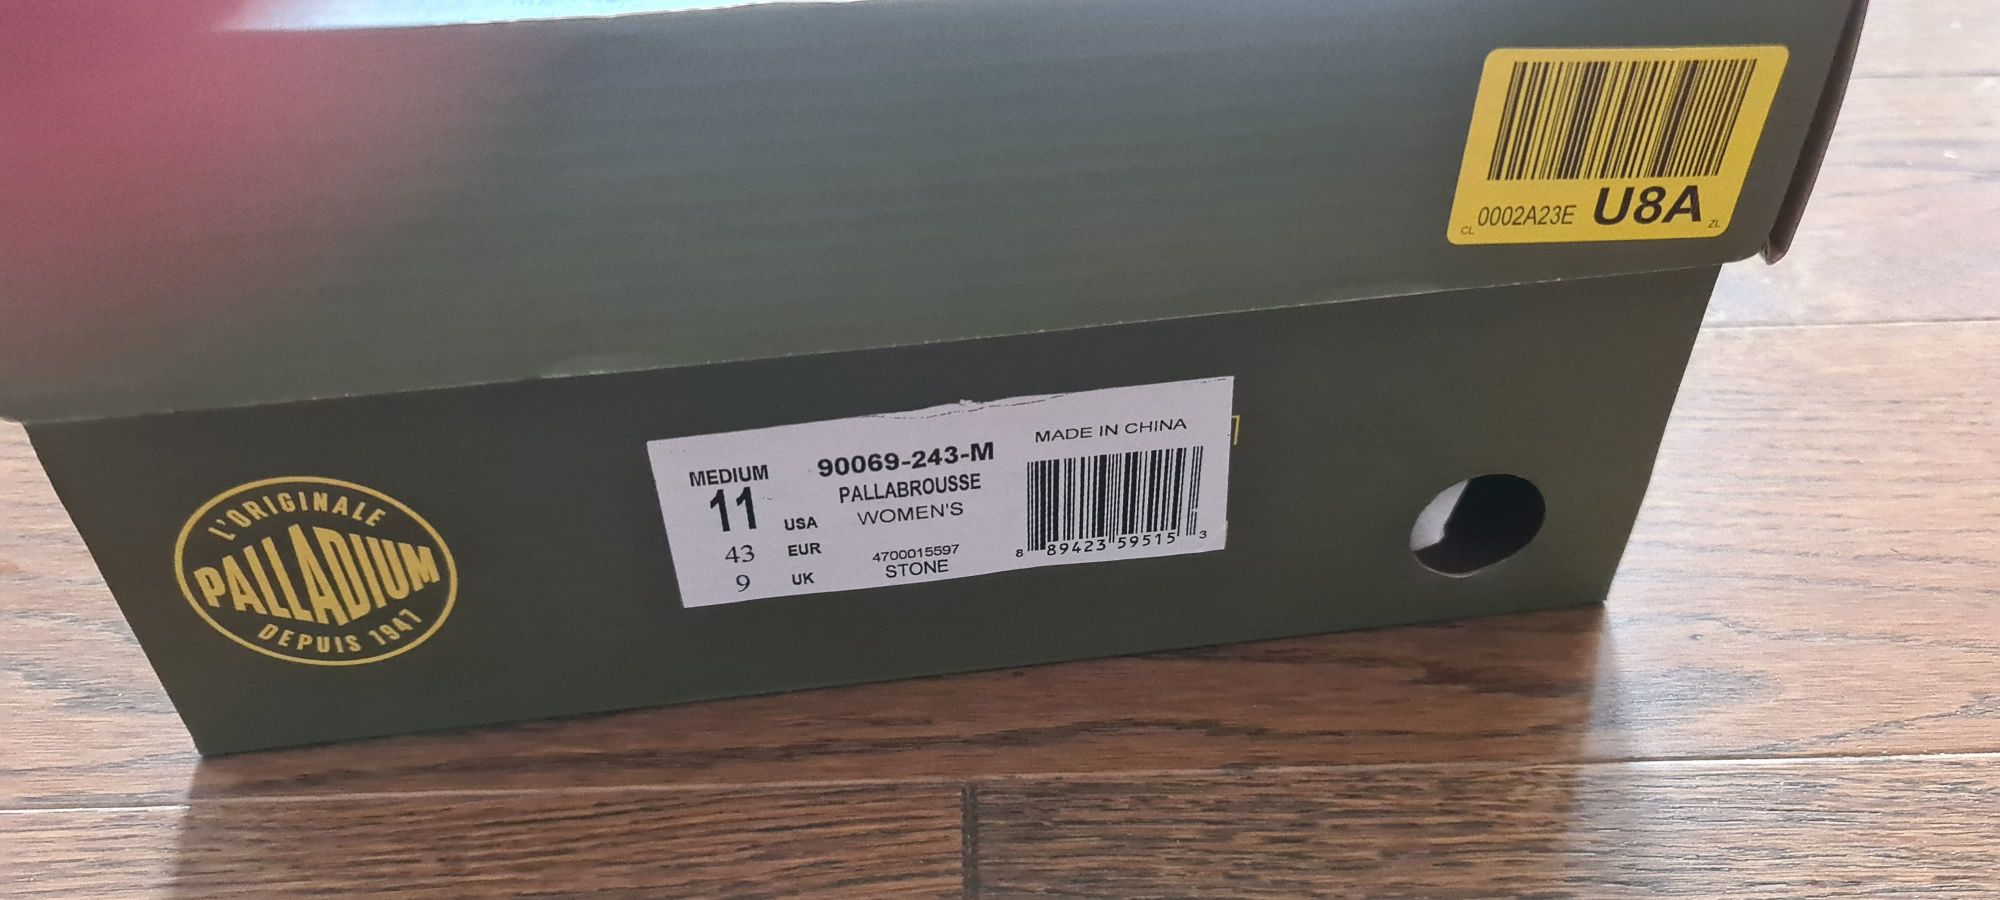 CL 0002A23E U8A ZL
L'ORIGINALE
PALLADIUM
DEPUIS 1947
MEDIUM
11 USA
43 EUR
9 UK
90069-243-M
PALLABROUSSE
WOMEN'S
4700015597
STONE
MADE IN CHINA
8 89423 59515 3